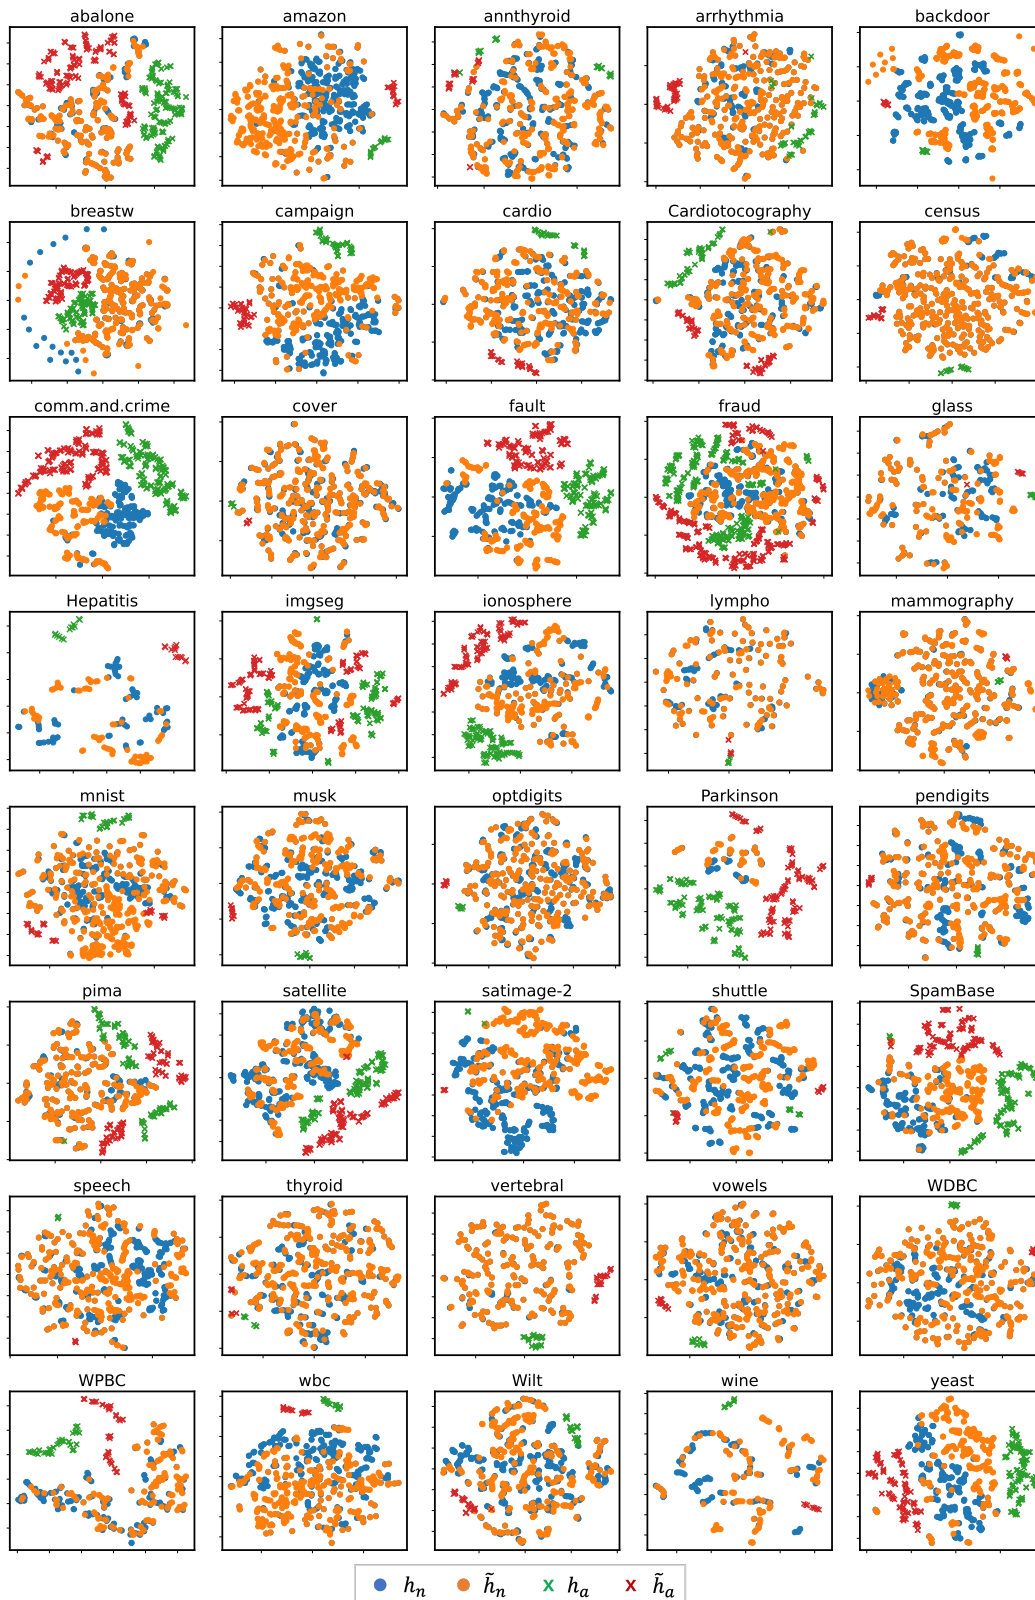 abalone amazon annthyroid arrhythmia backdoor
breastw campaign cardio Cardiotocography census
comm.and.crime cover fault fraud glass
Hepatitis imgseg ionosphere lympho mammography
mnist musk optdigits Parkinson pendigits
pima satellite satimage-2 shuttle SpamBase
speech thyroid vertebral vowels WDBC
WPBC wbc Wilt wine yeast
hₙ h̃ₙ x hₐ x h̃ₐ